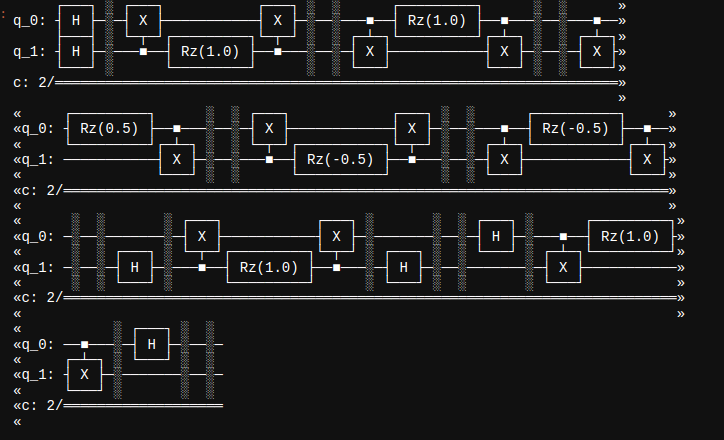 q_0: H X X Rz(1.0) »
q_1: H Rz(1.0) X X X »
c: 2/ »
»
« 
«q_0: Rz(0.5) X X Rz(-0.5) »
«
«q_1: X Rz(-0.5) X X »
«
«c: 2/ »
« »
«
«q_0: X X H Rz(1.0) »
« »
«q_1: H Rz(1.0) H X »
« »
«c: 2/ »
« »
«
«q_0: H
«
«q_1: X
«
«c: 2/
«